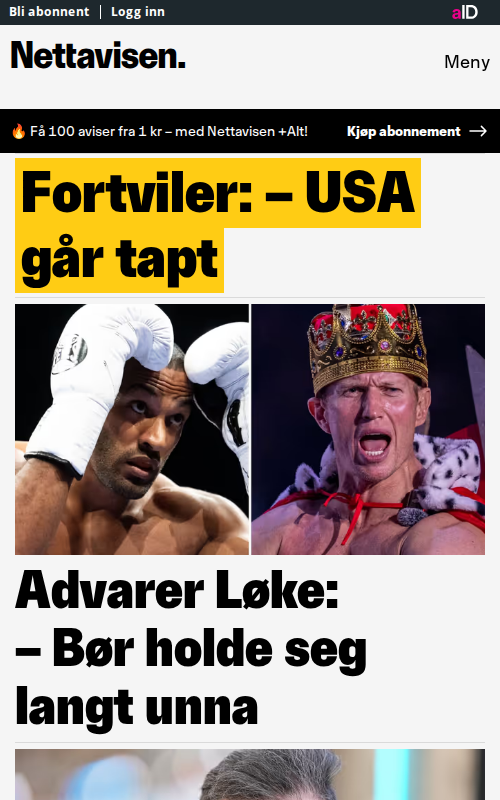 Bli abonnent | Logg inn
aID
Nettavisen.
Meny
🔥 Få 100 aviser fra 1 kr – med Nettavisen +Alt!
Kjøp abonnement →
Fortviler: – USA
går tapt
Advarer Løke:
– Bør holde seg
langt unna